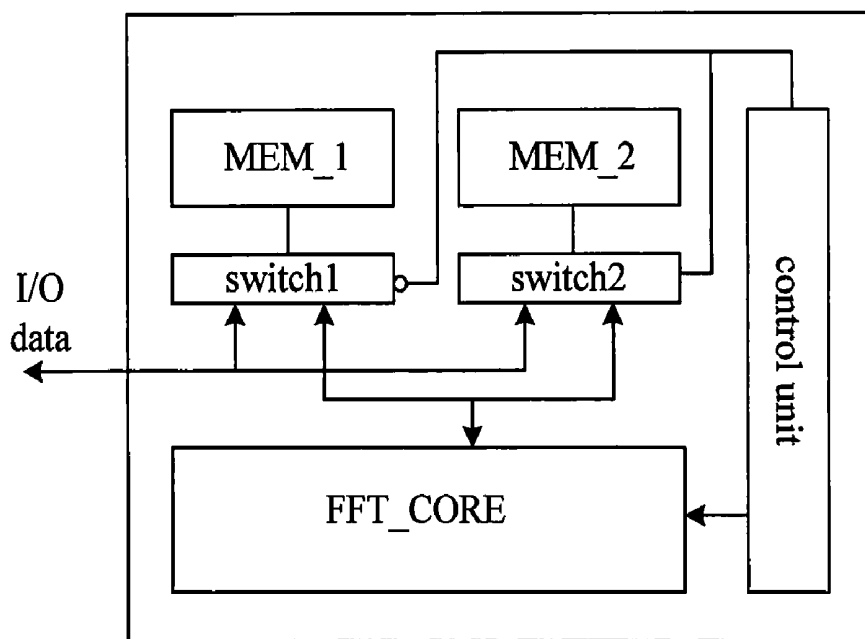 MEM_1
MEM_2
switch1
switch2
I/O
data
control unit
FFT_CORE